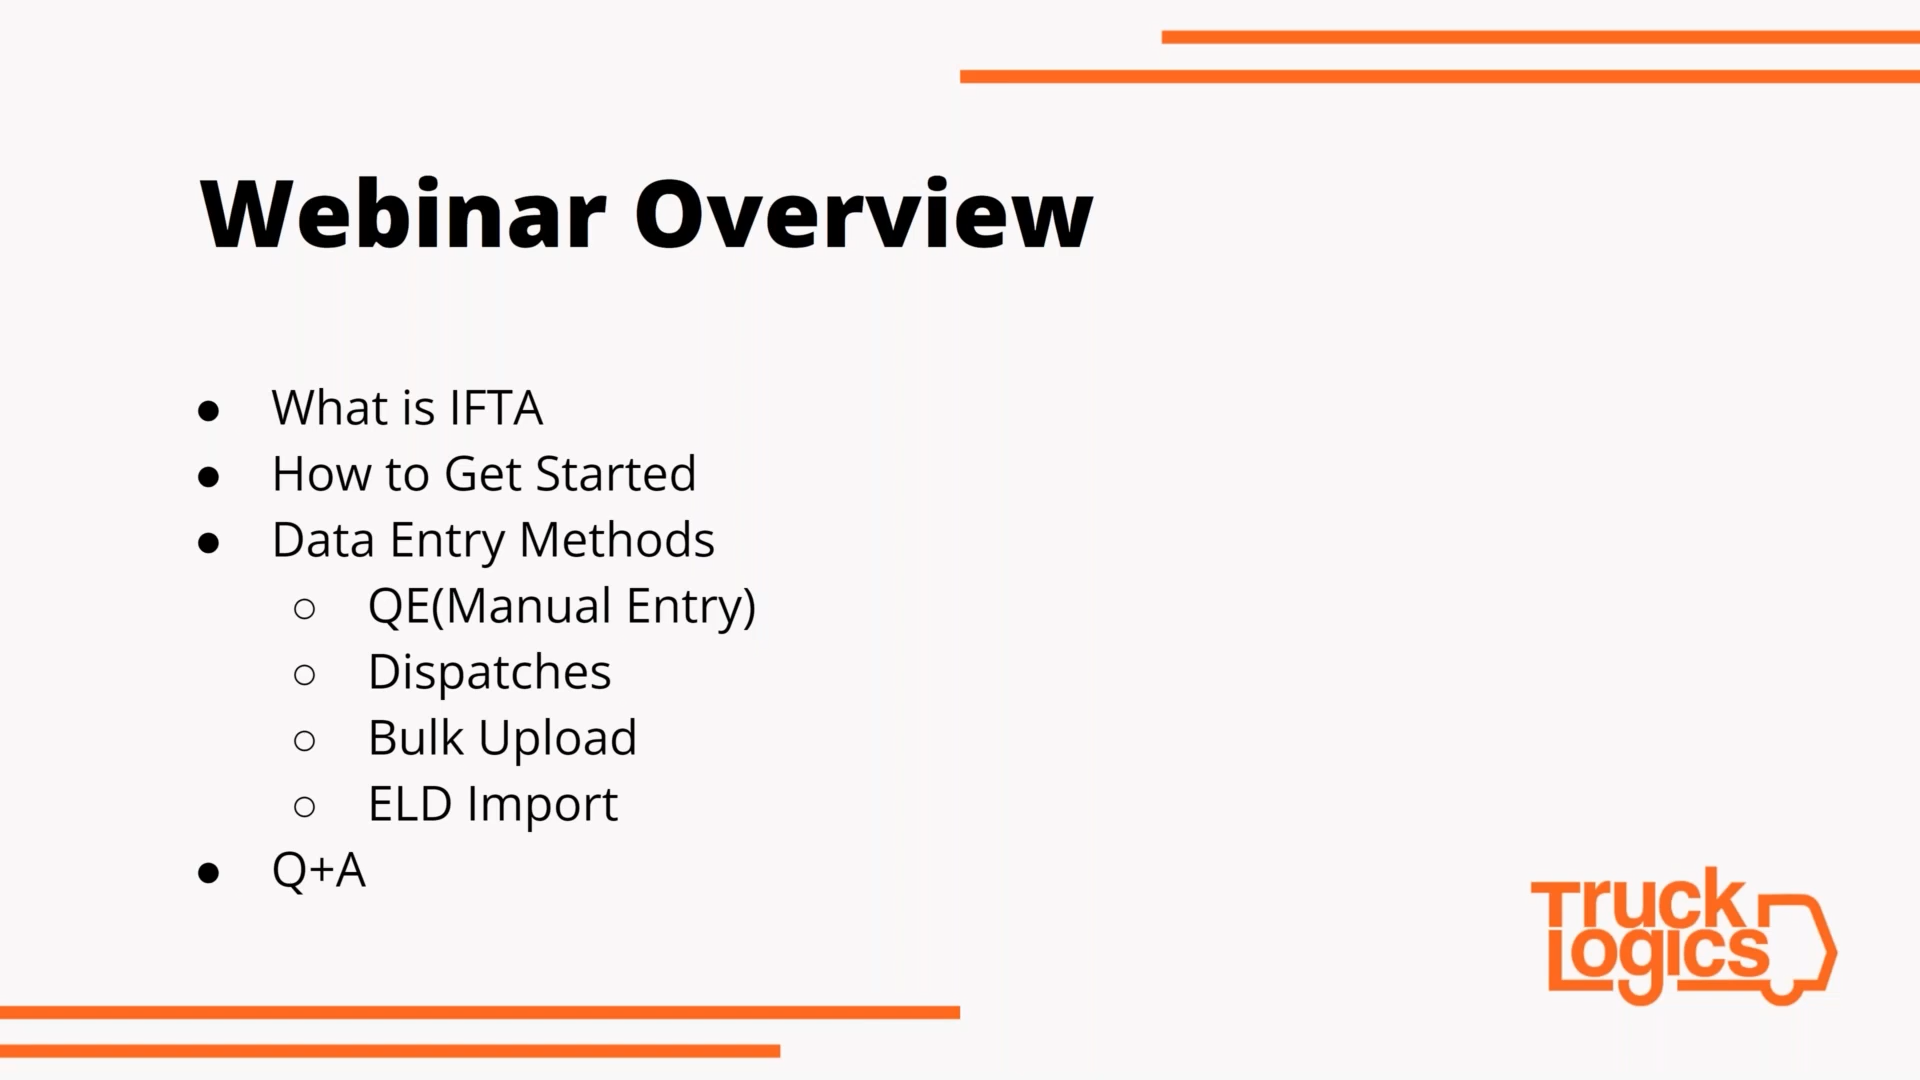 Webinar Overview
● What is IFTA
● How to Get Started
● Data Entry Methods
○ QE(Manual Entry)
○ Dispatches
○ Bulk Upload
○ ELD Import
● Q+A
Truck
Logics